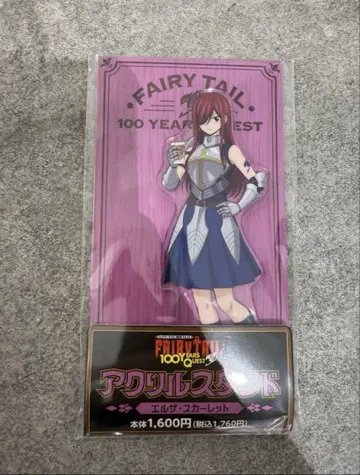 FAIRY TAIL
100 YEARS QUEST
FAIRY TAIL
100 YEARS QUEST
アクリルスタンド
エルザ・スカーレット
本体1,600円(税込1,760円)